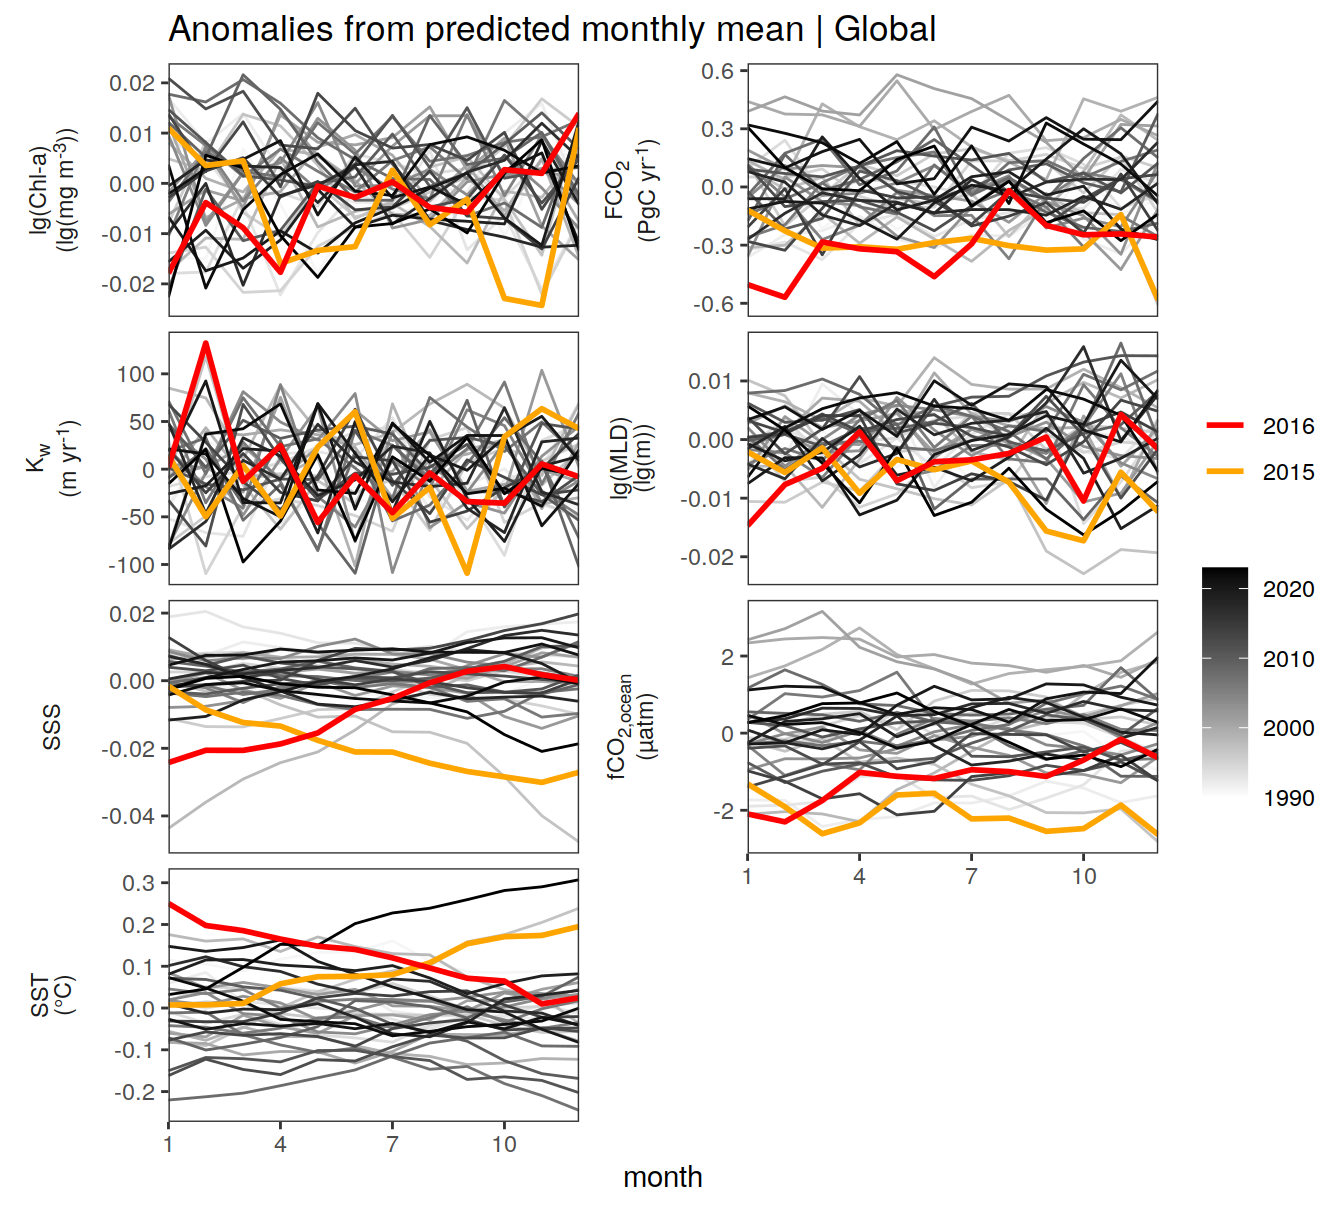 Anomalies from predicted monthly mean | Global
lg(Chl-a)
(lg(mg m⁻³))
0.02
0.01
0.00
-0.01
-0.02
FCO₂
(PgC yr⁻¹)
0.6
0.3
0.0
-0.3
-0.6
K_w
(m yr⁻¹)
100
50
0
-50
-100
lg(MLD)
(lg(m))
0.01
0.00
-0.01
-0.02
SSS
0.02
0.00
-0.02
-0.04
fCO₂,ocean
(µatm)
2
0
-2
1 4 7 10
SST
(°C)
0.3
0.2
0.1
0.0
-0.1
-0.2
1 4 7 10
month
2016
2015
2020
2010
2000
1990